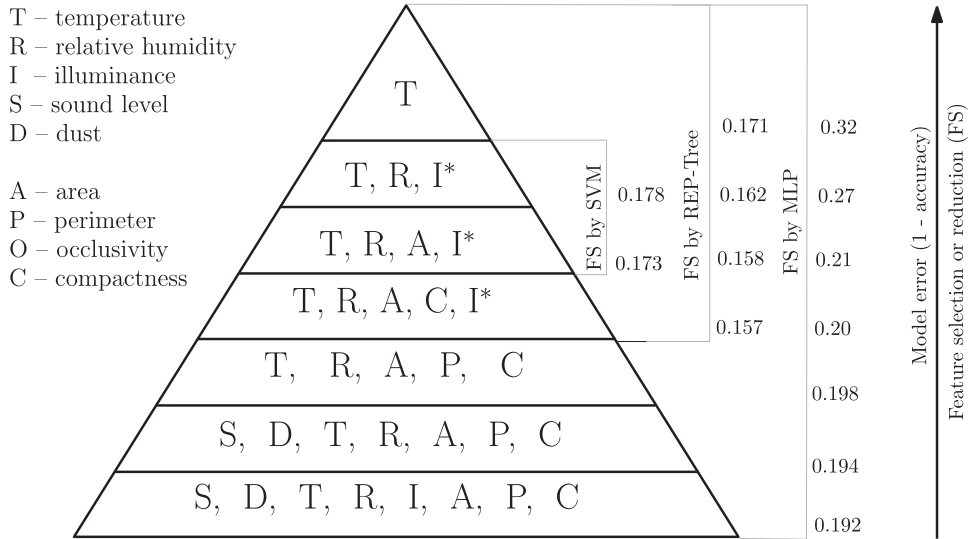 T – temperature
R – relative humidity
I – illuminance
S – sound level
D – dust
A – area
P – perimeter
O – occlusivity
C – compactness
T
T, R, I*
T, R, A, I*
T, R, A, C, I*
T, R, A, P, C
S, D, T, R, A, P, C
S, D, T, R, I, A, P, C
FS by SVM
0.178
0.173
FS by REP-Tree
0.171
0.162
0.158
0.157
FS by MLP
0.32
0.27
0.21
0.20
0.198
0.194
0.192
Model error (1 - accuracy)
Feature selection or reduction (FS)